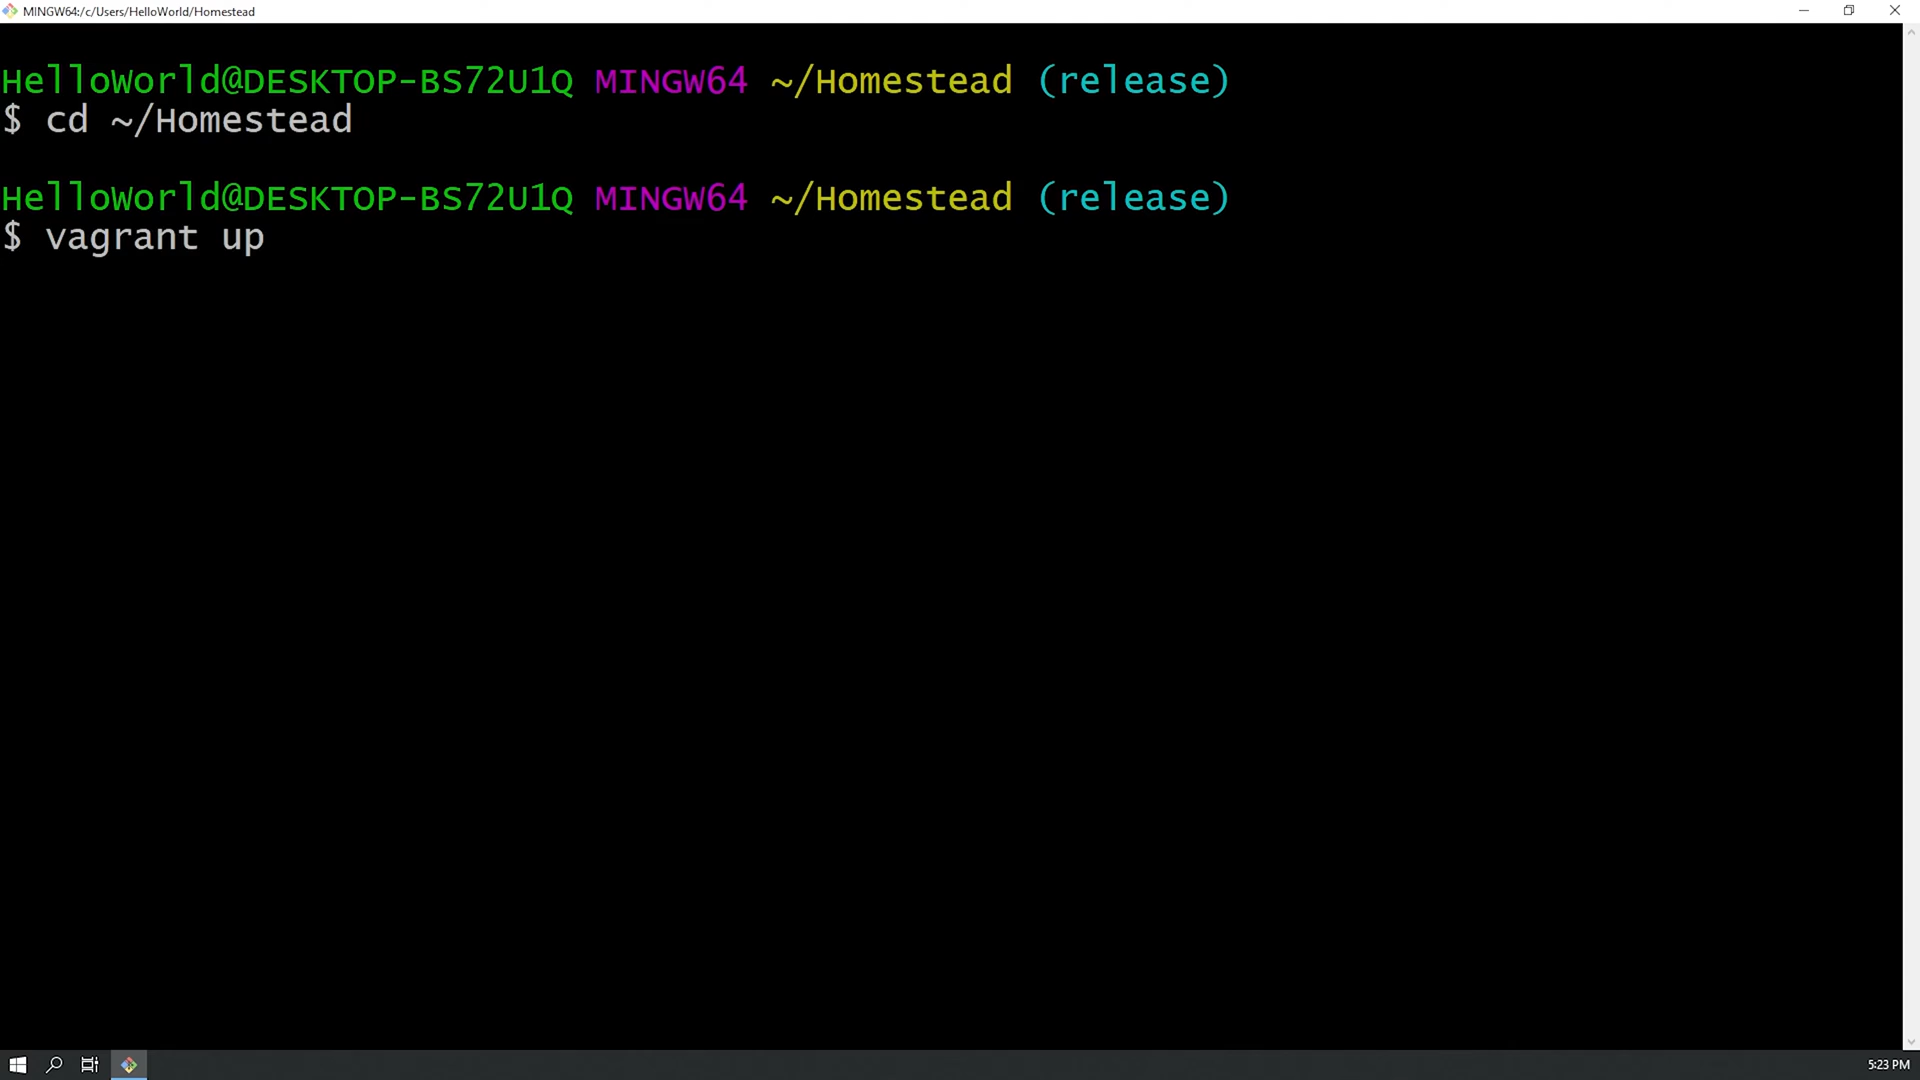 MINGW64:/c/Users/HelloWorld/Homestead
HelloWorld@DESKTOP-BS72U1Q MINGW64 ~/Homestead (release)
$ cd ~/Homestead
HelloWorld@DESKTOP-BS72U1Q MINGW64 ~/Homestead (release)
$ vagrant up
5:23 PM